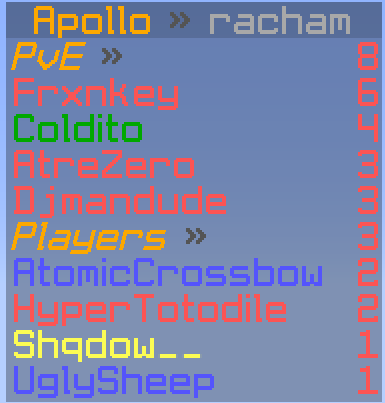 Apollo » racham
PvE » 8
Frxnkey 6
Coldito 4
AtreZero 3
Djmandude 3
Players » 3
AtomicCrossbow 2
HyperTotodile 2
Shqdow__ 1
UglySheep 1